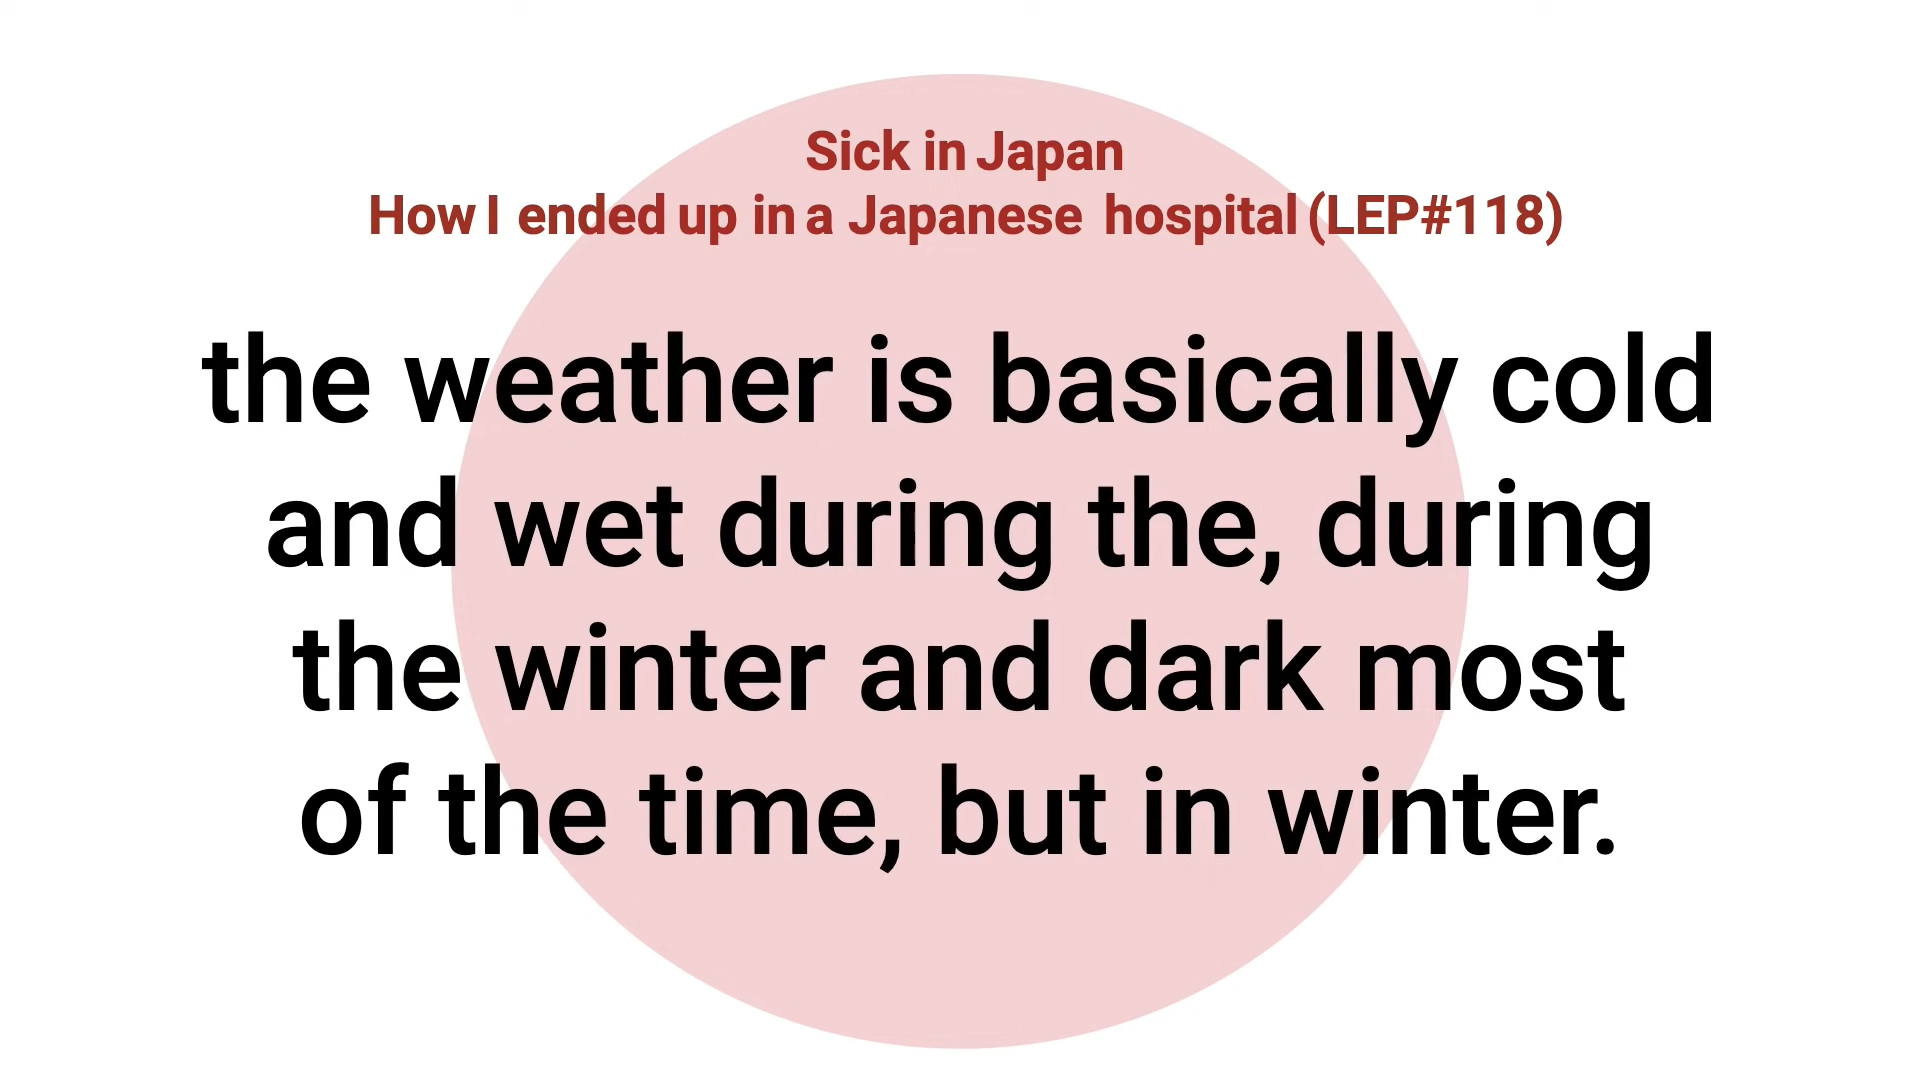 Sick in Japan
How I ended up in a Japanese hospital (LEP#118)
the weather is basically cold
and wet during the, during
the winter and dark most
of the time, but in winter.